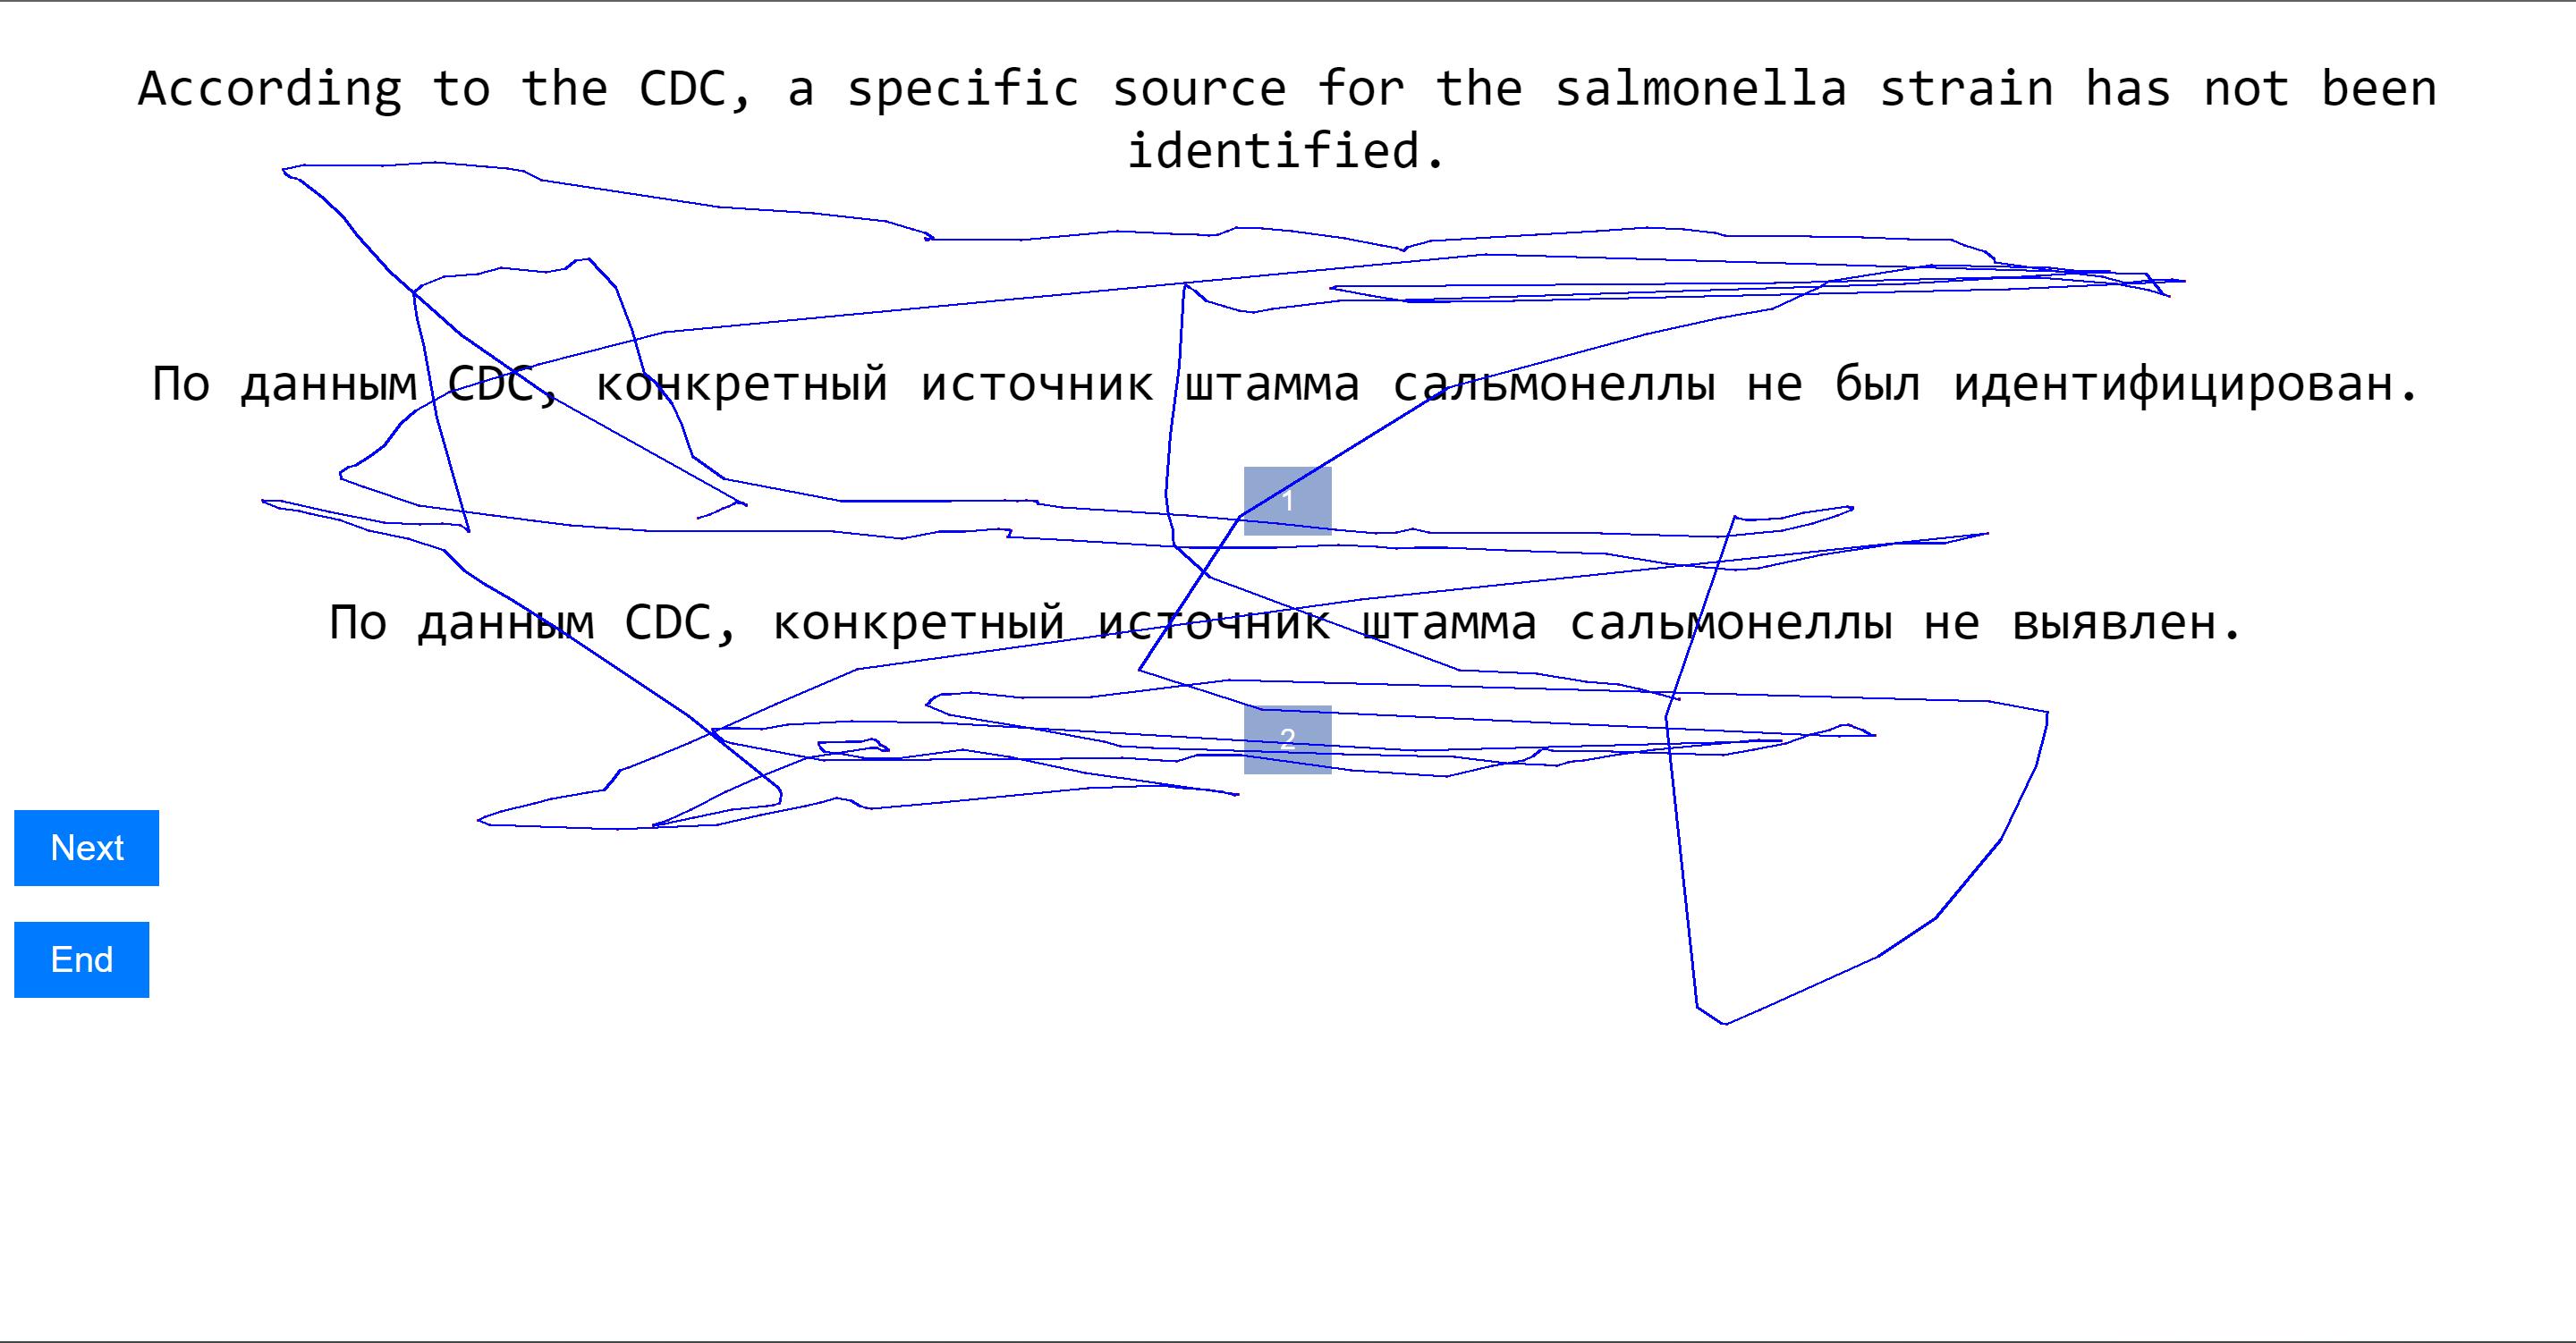 According to the CDC, a specific source for the salmonella strain has not been
identified.
По данным CDC, конкретный источник штамма сальмонеллы не был идентифицирован.
1
По данным CDC, конкретный источник штамма сальмонеллы не выявлен.
2
Next
End